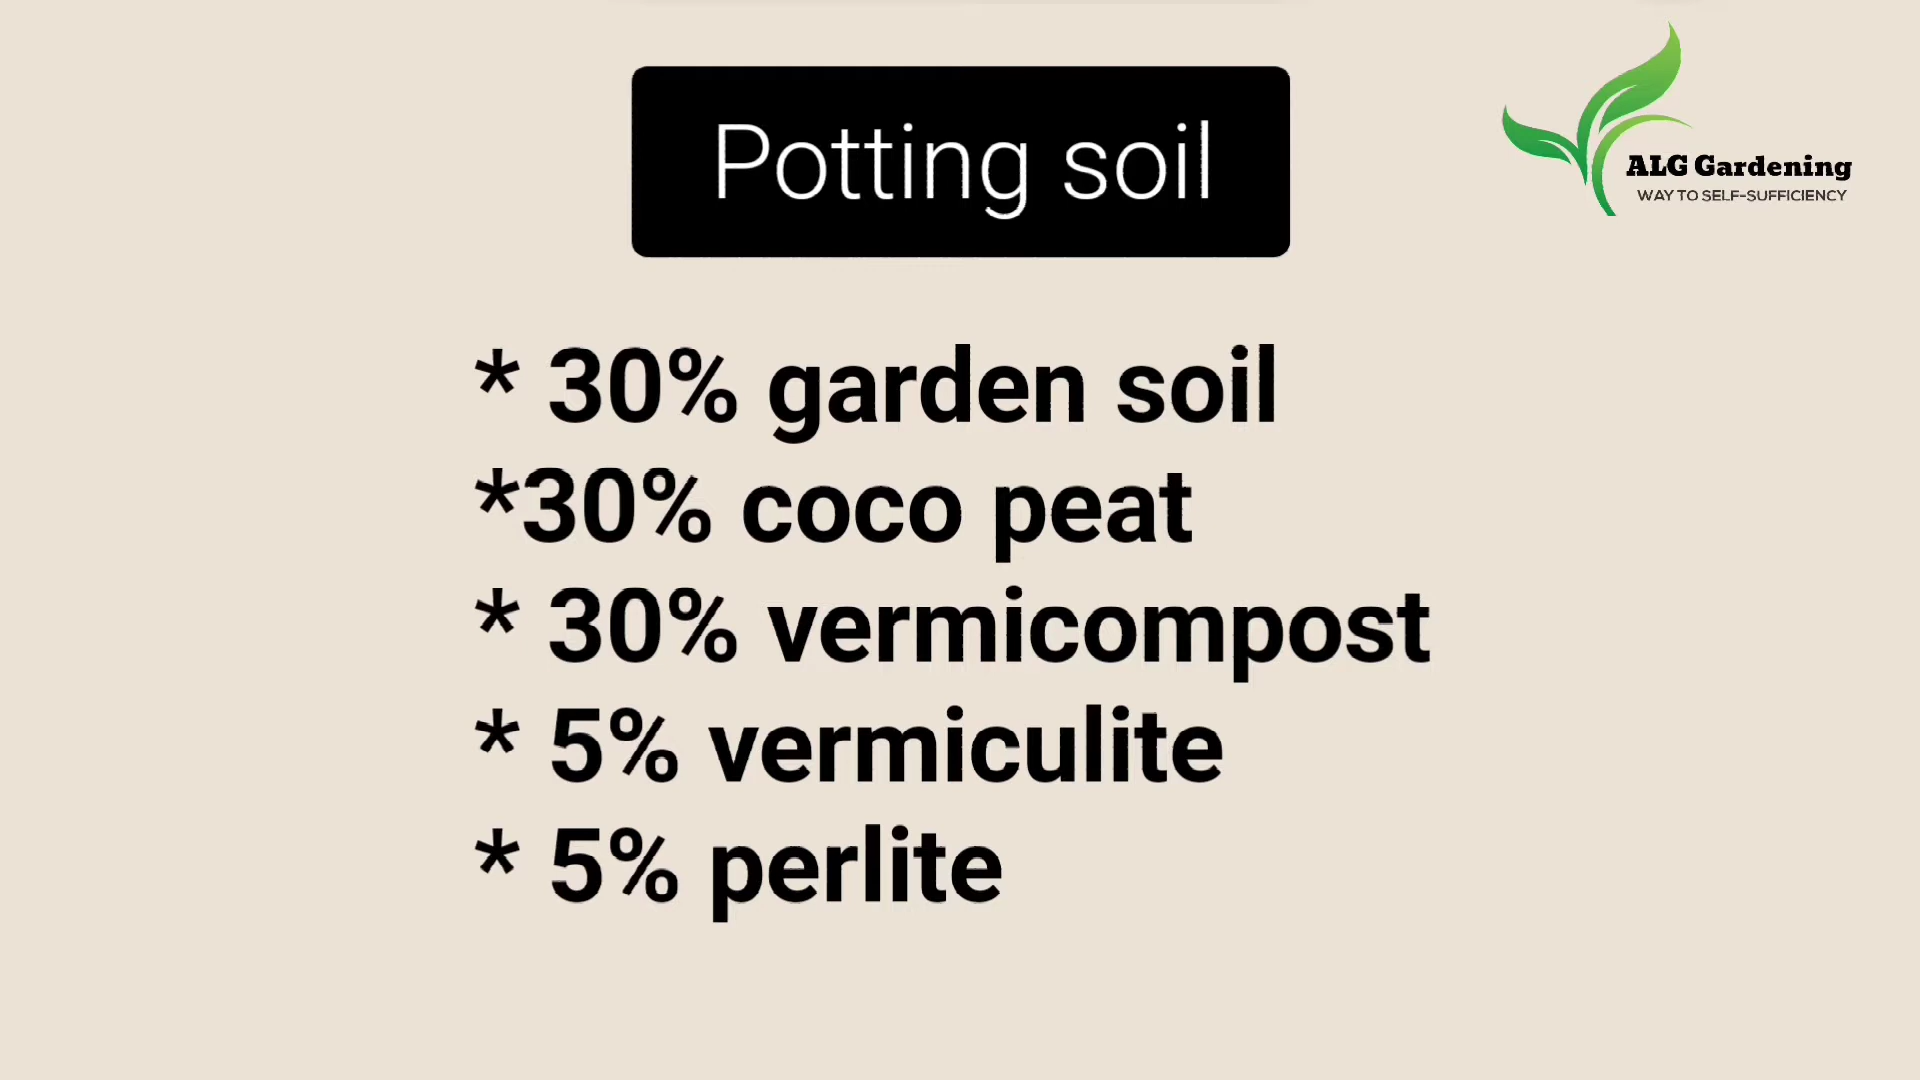 Potting soil
ALG Gardening
WAY TO SELF-SUFFICIENCY
* 30% garden soil
*30% coco peat
* 30% vermicompost
* 5% vermiculite
* 5% perlite